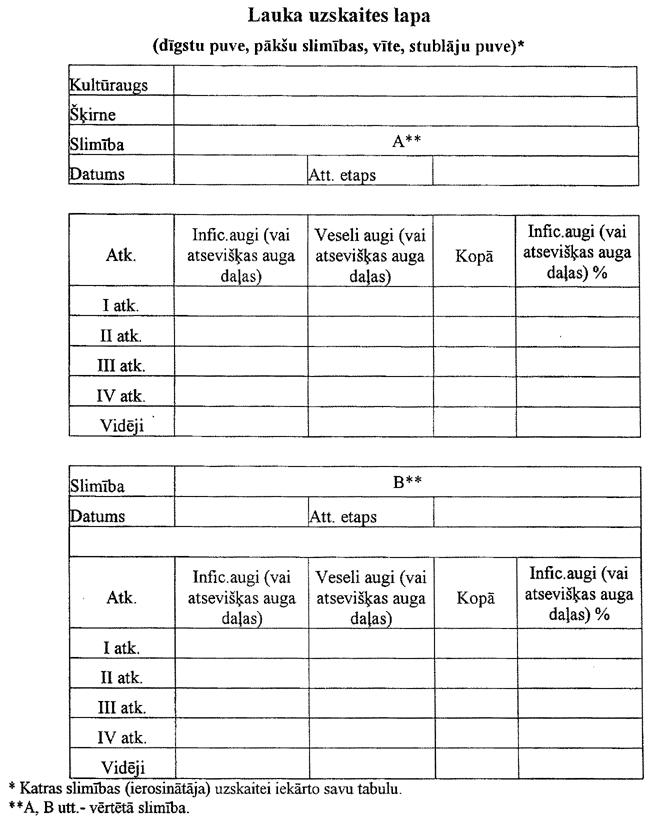 Lauka uzskaites lapa
(dīgstu puve, pākšu slimības, vīte, stublāju puve)*
Kultūraugs
Šķirne
Slimība A**
Datums Att. etaps
Atk. Infic.augi (vai atsevišķas auga daļas) Veseli augi (vai atsevišķas auga daļas) Kopā Infic.augi (vai atsevišķas auga daļas) %
I atk.
II atk.
III atk.
IV atk.
Vidēji
Slimība B**
Datums Att. etaps
Atk. Infic.augi (vai atsevišķas auga daļas) Veseli augi (vai atsevišķas auga daļas) Kopā Infic.augi (vai atsevišķas auga daļas) %
I atk.
II atk.
III atk.
IV atk.
Vidēji
* Katras slimības (ierosinātāja) uzskaitei iekārto savu tabulu.
**A, B utt.- vērtētā slimība.